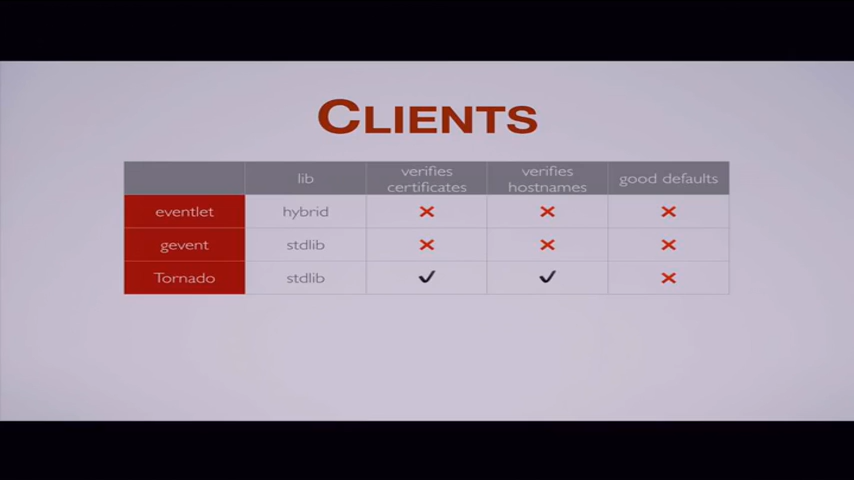 CLIENTS
lib verifies certificates verifies hostnames good defaults
eventlet hybrid ✕ ✕ ✕
gevent stdlib ✕ ✕ ✕
Tornado stdlib ✓ ✓ ✕